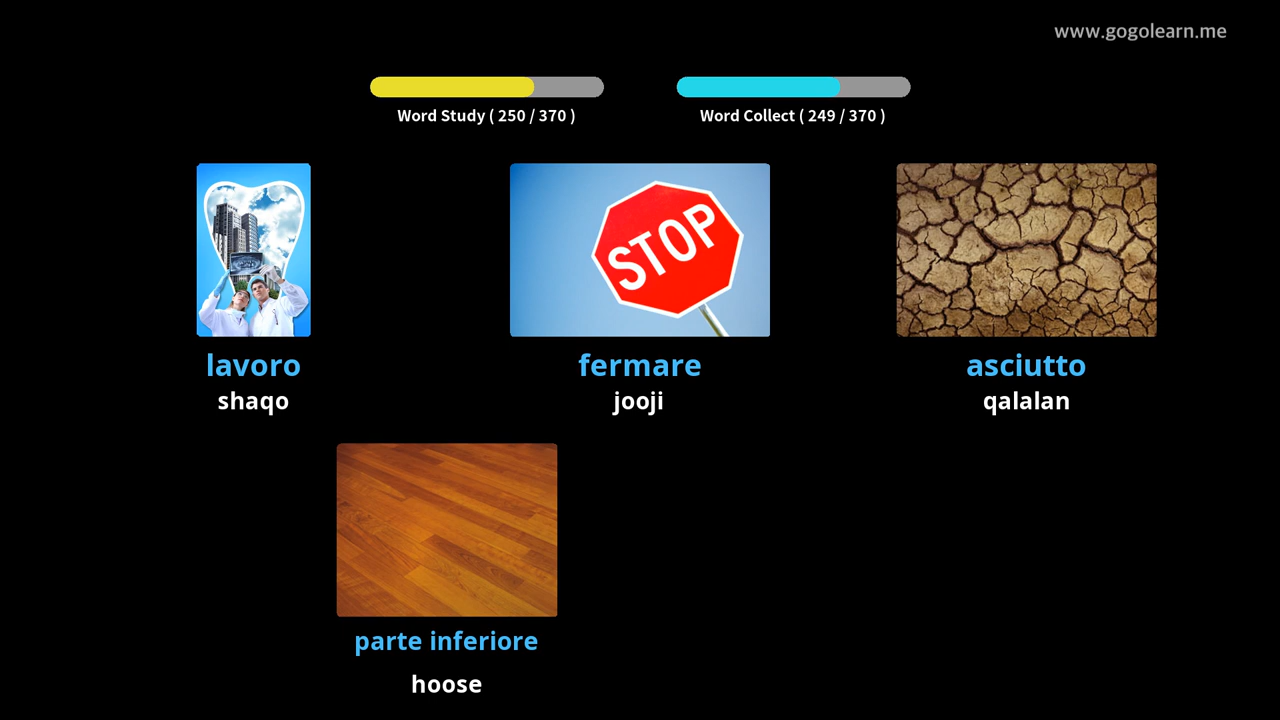 www.gogolearn.me
Word Study ( 250 / 370 )
Word Collect ( 249 / 370 )
STOP
lavoro
shaqo
fermare
jooji
asciutto
qalalan
parte inferiore
hoose